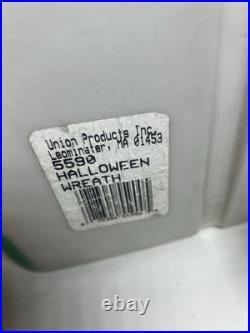 Union Products Inc.
Leominster, MA 01453
5590
HALLOWEEN
WREATH